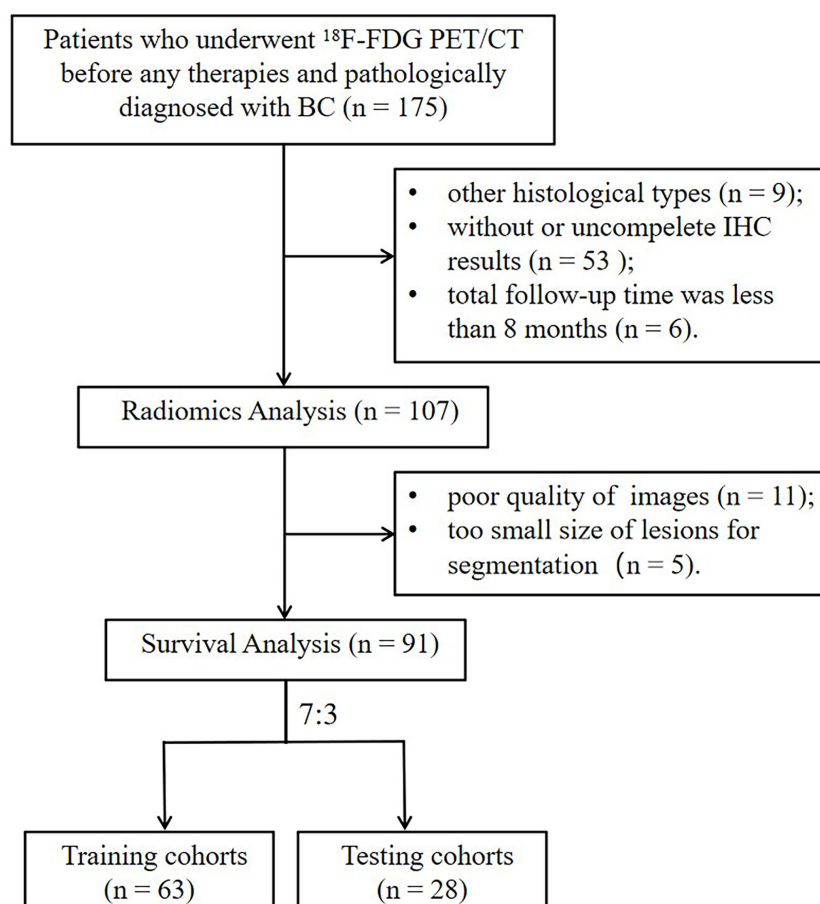 Patients who underwent ¹⁸F-FDG PET/CT
before any therapies and pathologically
diagnosed with BC (n = 175)
• other histological types (n = 9);
• without or uncompelete IHC
results (n = 53 );
• total follow-up time was less
than 8 months (n = 6).
Radiomics Analysis (n = 107)
• poor quality of images (n = 11);
• too small size of lesions for
segmentation (n = 5).
Survival Analysis (n = 91)
7:3
Training cohorts
(n = 63)
Testing cohorts
(n = 28)